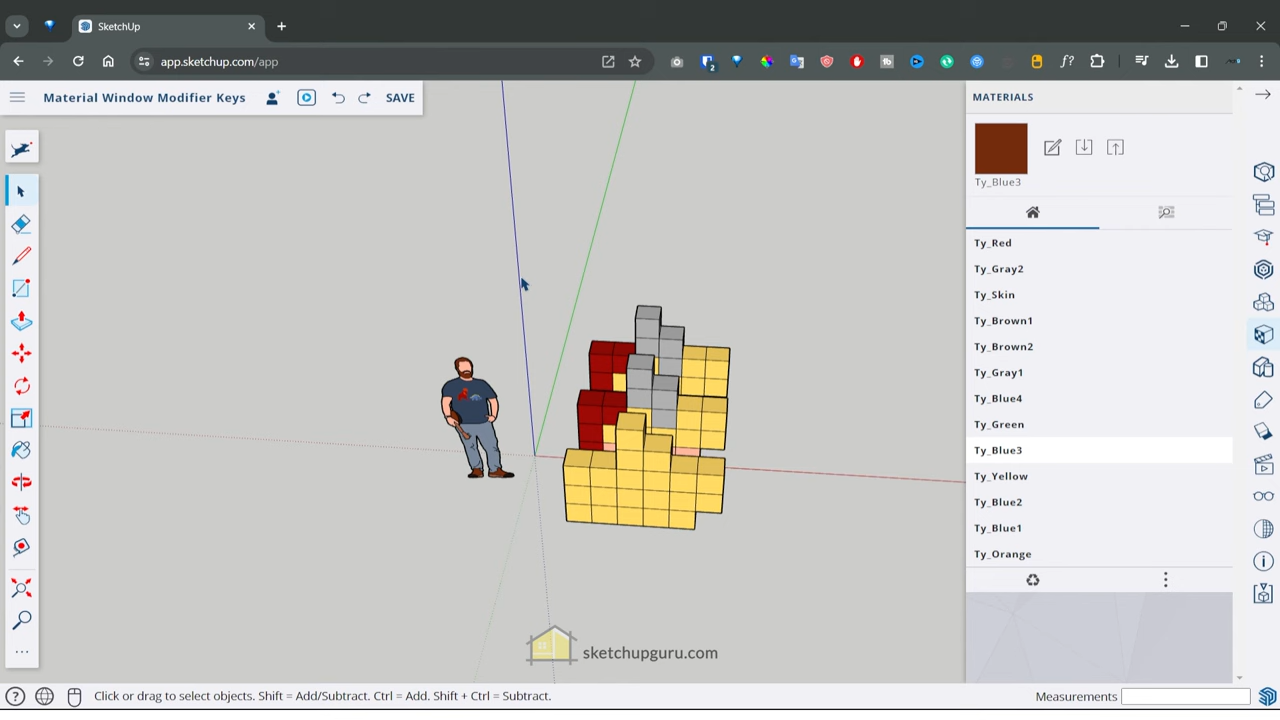 SketchUp
app.sketchup.com/app
2
f?
Material Window Modifier Keys
SAVE
MATERIALS
Ty_Blue3
Ty_Red
Ty_Gray2
Ty_Skin
Ty_Brown1
Ty_Brown2
Ty_Gray1
Ty_Blue4
Ty_Green
Ty_Blue3
Ty_Yellow
Ty_Blue2
Ty_Blue1
Ty_Orange
sketchupguru.com
Click or drag to select objects. Shift = Add/Subtract. Ctrl = Add. Shift + Ctrl = Subtract.
Measurements